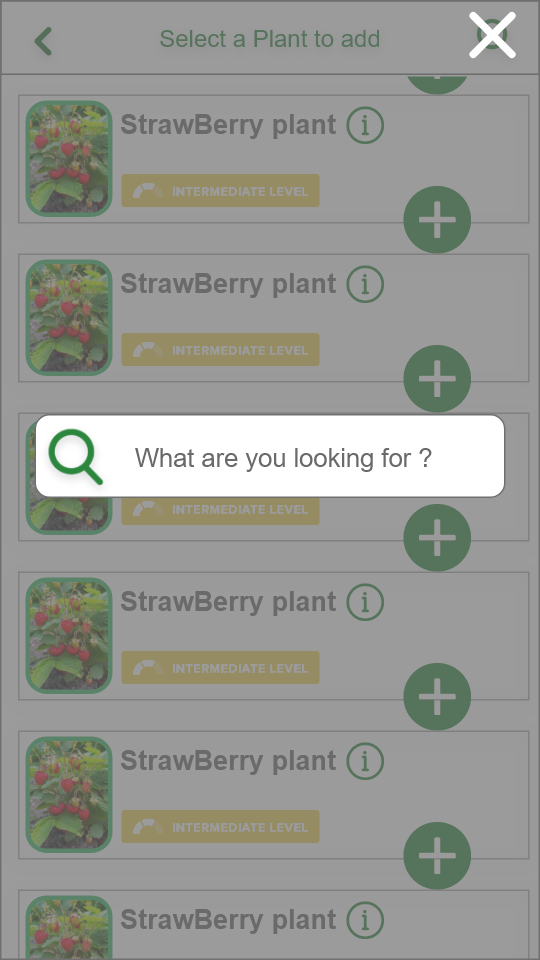 Select a Plant to add
StrawBerry plant
INTERMEDIATE LEVEL
StrawBerry plant
INTERMEDIATE LEVEL
What are you looking for ?
INTERMEDIATE LEVEL
StrawBerry plant
INTERMEDIATE LEVEL
StrawBerry plant
INTERMEDIATE LEVEL
StrawBerry plant